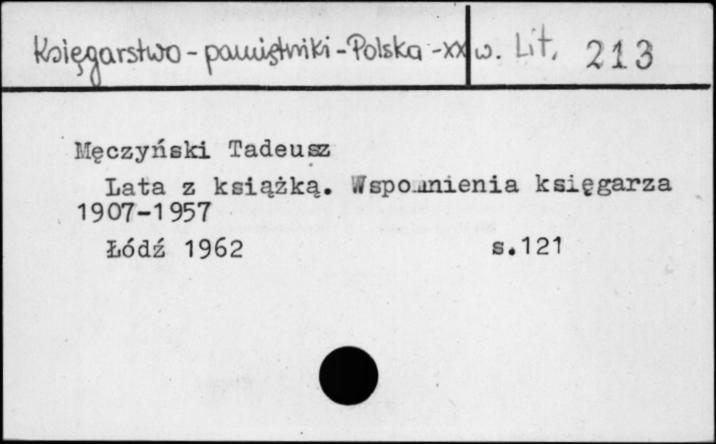 Księgarstwo - pamiętniki - Polska - XX w. Lit. 213
Męczyński Tadeusz
Lata z książką. Wspomnienia księgarza
1907-1957
Łódź 1962 s.121